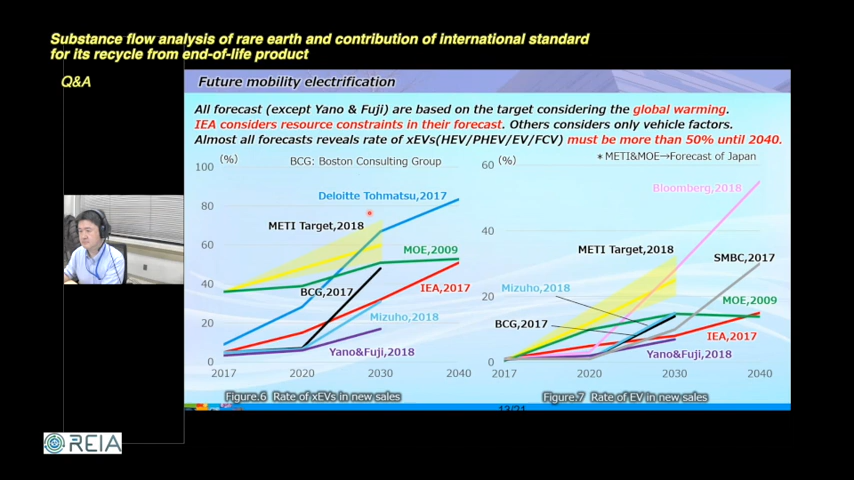 Substance flow analysis of rare earth and contribution of international standard
for its recycle from end-of-life product
Q&A
Future mobility electrification
All forecast (except Yano & Fuji) are based on the target considering the global warming.
IEA considers resource constraints in their forecast. Others considers only vehicle factors.
Almost all forecasts reveals rate of xEVs(HEV/PHEV/EV/FCV) must be more than 50% until 2040.
(%)
BCG: Boston Consulting Group
100
80
60
40
20
0
2017
2020
2030
2040
Deloitte Tohmatsu,2017
METI Target,2018
MOE,2009
BCG,2017
IEA,2017
Mizuho,2018
Yano&Fuji,2018
Figure.6 Rate of xEVs in new sales
(%)
*METI&MOE→Forecast of Japan
60
40
20
0
2017
2020
2030
2040
Bloomberg,2018
METI Target,2018
SMBC,2017
Mizuho,2018
MOE,2009
BCG,2017
IEA,2017
Yano&Fuji,2018
Figure.7 Rate of EV in new sales
13/21
REIA